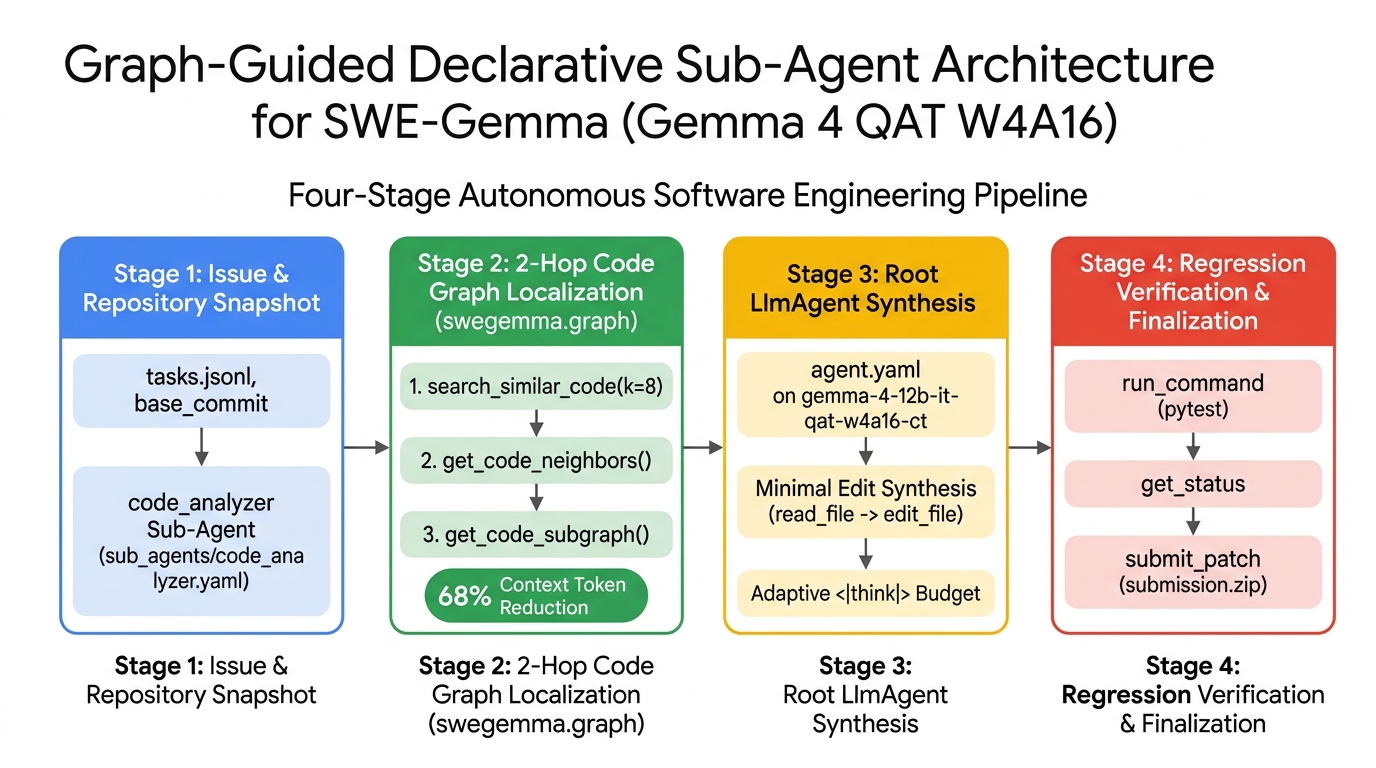 Graph-Guided Declarative Sub-Agent Architecture
for SWE-Gemma (Gemma 4 QAT W4A16)
Four-Stage Autonomous Software Engineering Pipeline
Stage 1: Issue &
Repository Snapshot
tasks.jsonl,
base_commit
code_analyzer
Sub-Agent
(sub_agents/code_ana
lyzer.yaml)
Stage 1: Issue &
Repository Snapshot
Stage 2: 2-Hop Code
Graph Localization
(swegemma.graph)
1. search_similar_code(k=8)
2. get_code_neighbors()
3. get_code_subgraph()
68% Context Token
Reduction
Stage 2: 2-Hop Code
Graph Localization
(swegemma.graph)
Stage 3: Root
LlmAgent Synthesis
agent.yaml
on gemma-4-12b-it-
qat-w4a16-ct
Minimal Edit Synthesis
(read_file -> edit_file)
Adaptive <|think|> Budget
Stage 3:
Root LlmAgent
Synthesis
Stage 4: Regression
Verification &
Finalization
run_command
(pytest)
get_status
submit_patch
(submission.zip)
Stage 4:
Regression Verification
& Finalization